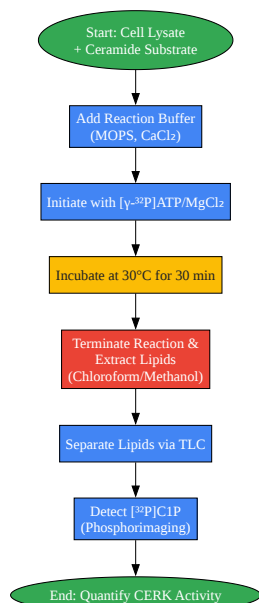 Start: Cell Lysate
+ Ceramide Substrate
Add Reaction Buffer
(MOPS, CaCl₂)
Initiate with [γ-³²P]ATP/MgCl₂
Incubate at 30°C for 30 min
Terminate Reaction &
Extract Lipids
(Chloroform/Methanol)
Separate Lipids via TLC
Detect [³²P]C1P
(Phosphorimaging)
End: Quantify CERK Activity